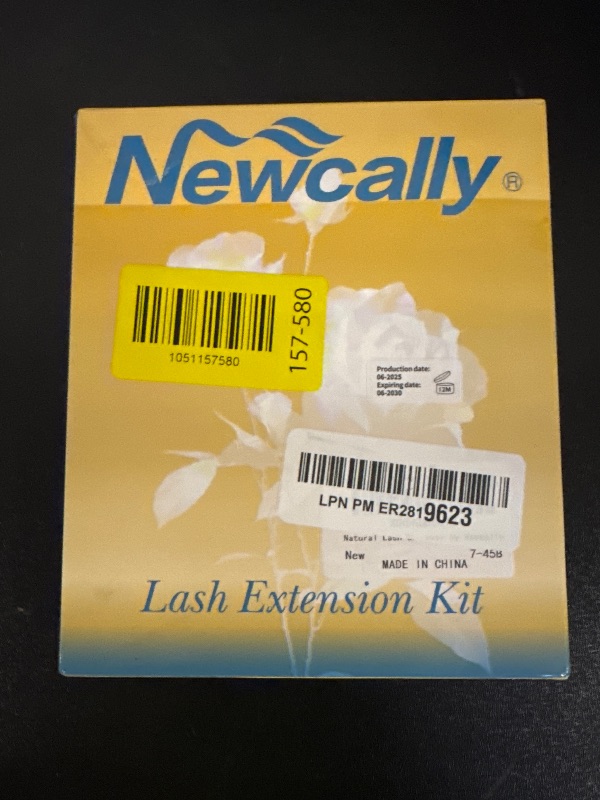 Newcally®
1051157580
157-580
Production date:
06-2025
Expiring date:
06-2030
12M
LPN PM ER2819623
Natural Lash
New
7-45B
MADE IN CHINA
Lash Extension Kit